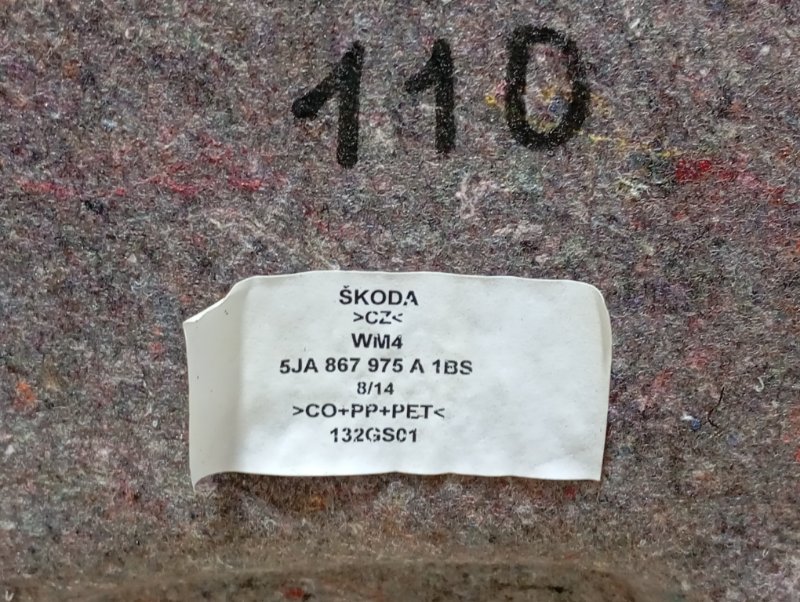 110
ŠKODA
>CZ<
WM4
5JA 867 975 A 1BS
8/14
>CO+PP+PET<
132GS01